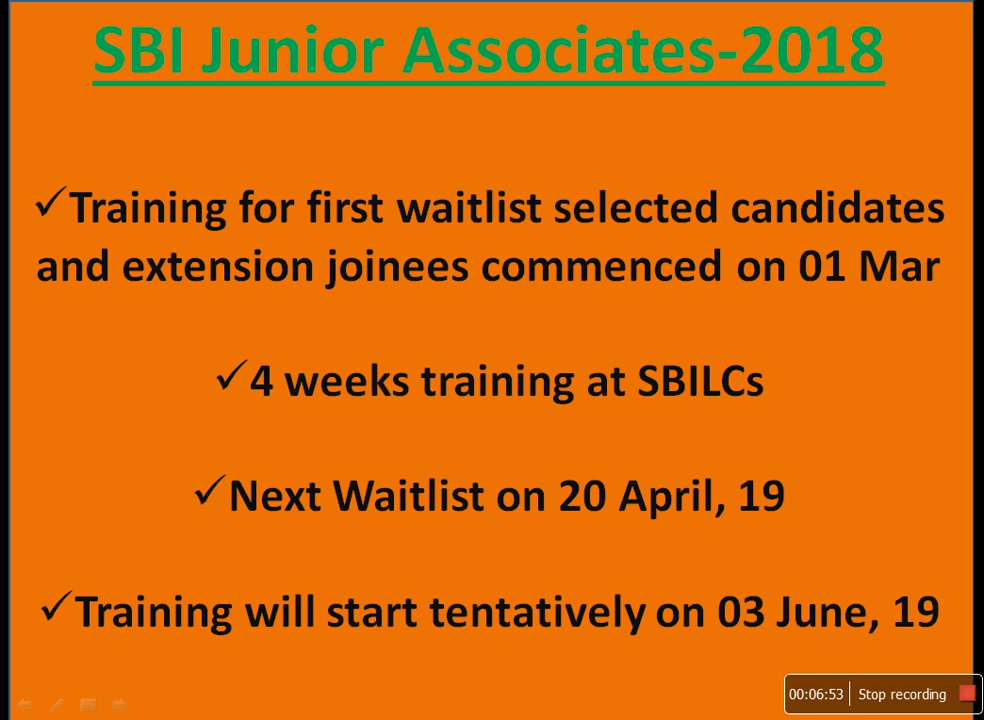 SBI Junior Associates-2018
✓Training for first waitlist selected candidates
and extension joinees commenced on 01 Mar
✓4 weeks training at SBILCs
✓Next Waitlist on 20 April, 19
✓Training will start tentatively on 03 June, 19
00:06:53 Stop recording